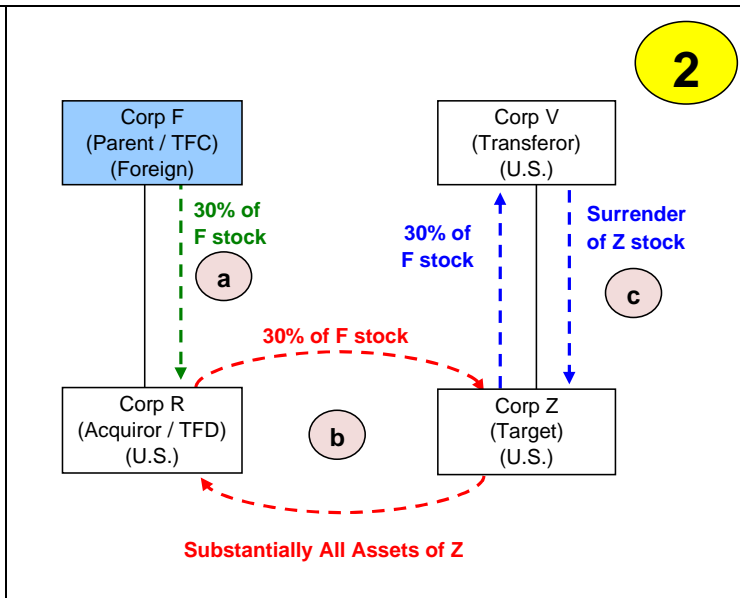 2
Corp F
(Parent / TFC)
(Foreign)
Corp V
(Transferor)
(U.S.)
30% of
F stock
a
30% of
F stock
Surrender
of Z stock
c
30% of F stock
Corp R
(Acquiror / TFD)
(U.S.)
b
Corp Z
(Target)
(U.S.)
Substantially All Assets of Z